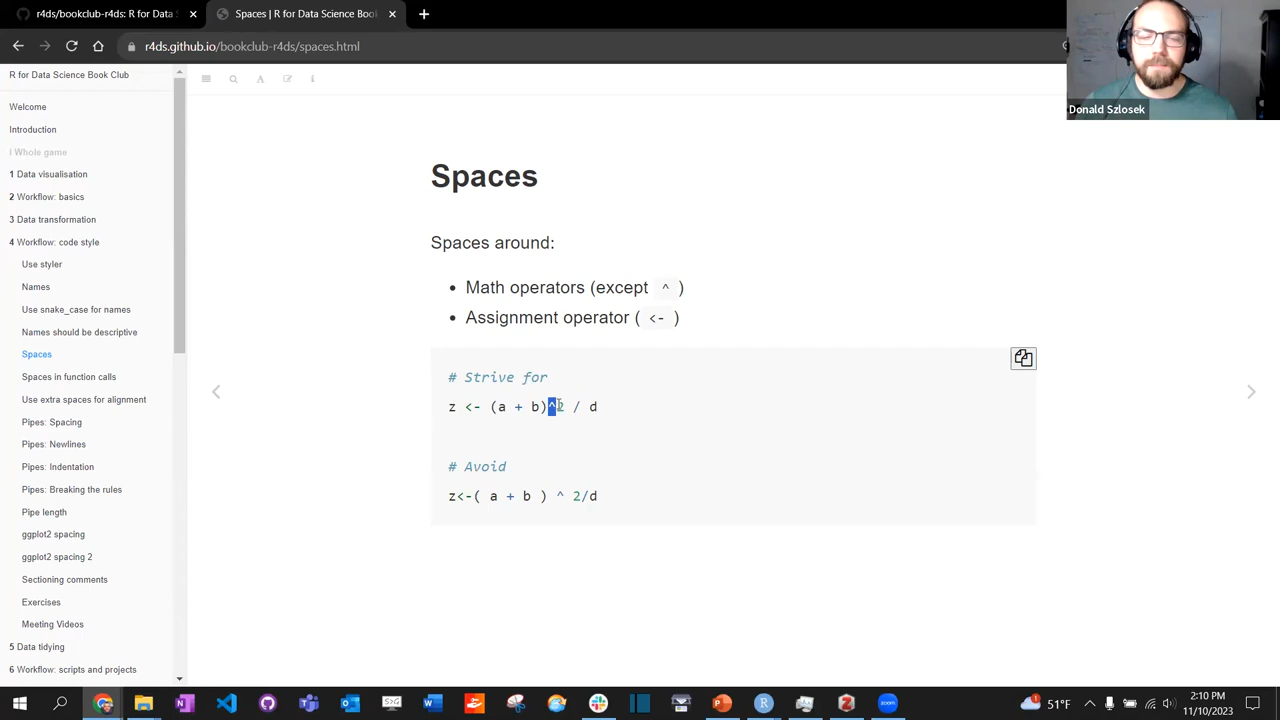 r4ds/bookclub-r4ds: R for Data S
Spaces | R for Data Science Boo
r4ds.github.io/bookclub-r4ds/spaces.html
R for Data Science Book Club
Welcome
Introduction
I Whole game
1 Data visualisation
2 Workflow: basics
3 Data transformation
4 Workflow: code style
Use styler
Names
Use snake_case for names
Names should be descriptive
Spaces
Spaces in function calls
Use extra spaces for alignment
Pipes: Spacing
Pipes: Newlines
Pipes: Indentation
Pipes: Breaking the rules
Pipe length
ggplot2 spacing
ggplot2 spacing 2
Sectioning comments
Exercises
Meeting Videos
5 Data tidying
6 Workflow: scripts and projects
Spaces
Spaces around:
• Math operators (except ^ )
• Assignment operator ( <- )
# Strive for
z <- (a + b)^2 / d
# Avoid
z<-( a + b ) ^ 2/d
Donald Szlosek
51°F
2:10 PM
11/10/2023